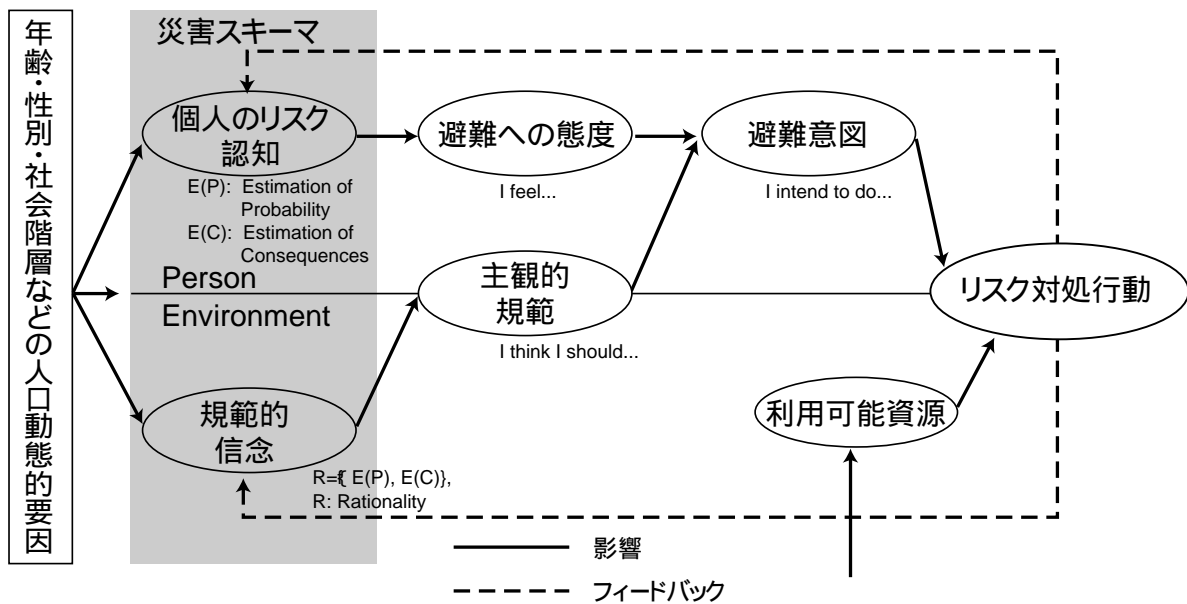 年齢・性別・社会階層などの人口動態的要因
災害スキーマ
個人のリスク
認知
E(P): Estimation of
Probability
E(C): Estimation of
Consequences
避難への態度
I feel...
避難意図
I intend to do...
Person
Environment
主観的
規範
I think I should...
リスク対処行動
規範的
信念
R=f{ E(P), E(C)},
R: Rationality
利用可能資源
影響
フィードバック